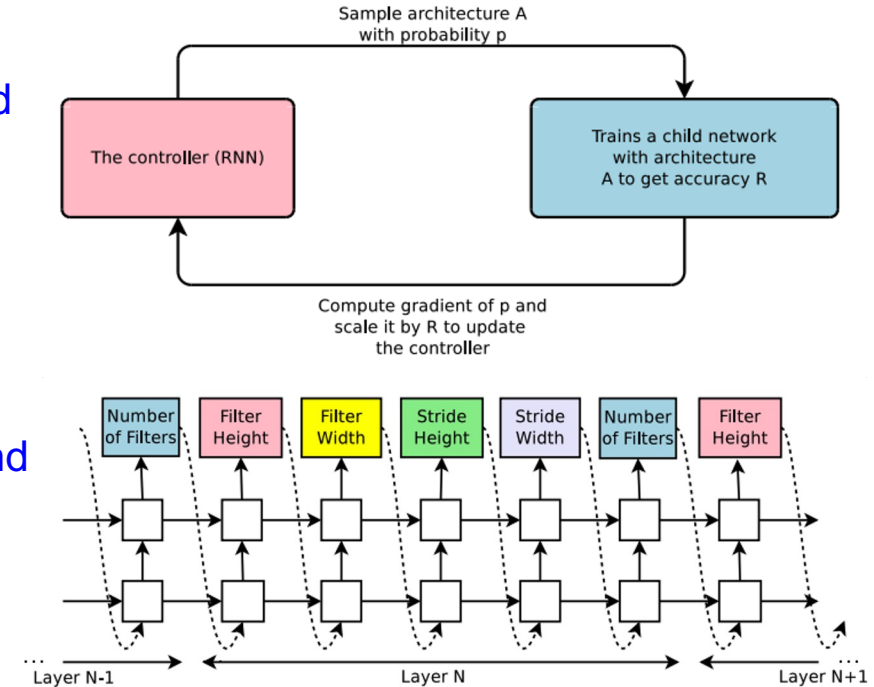 Sample architecture A
with probability p
d
The controller (RNN)
Trains a child network
with architecture
A to get accuracy R
Compute gradient of p and
scale it by R to update
the controller
nd
Number
of Filters
Filter
Height
Filter
Width
Stride
Height
Stride
Width
Number
of Filters
Filter
Height
...
Layer N-1
Layer N
Layer N+1
...